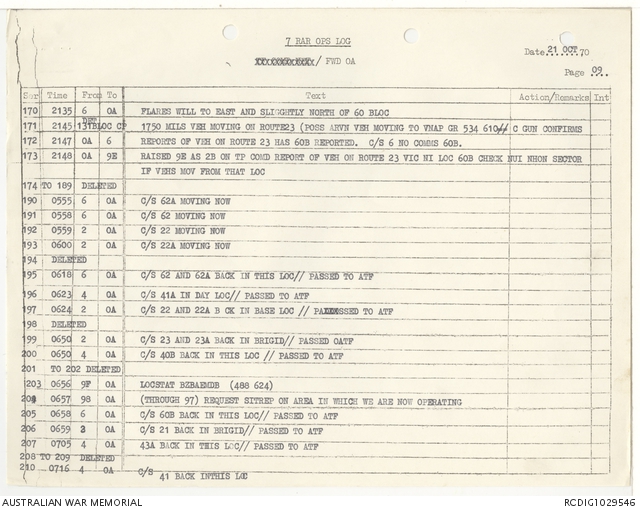 7 RAR OPS LOG
/ FWD OA
Date 21 OCT 70
Page 09..
Ser Time From To Text Action/Remarks Int
170 2135 6 OA FLARES WILL TO EAST AND SLIGGHTLY NORTH OF 60 BLOC
171 2145 131BLOC CP DET 1750 MILS VEH MOVING ON ROUTE23 (POSS ARVN VEH MOVING TO VNAP GR 534 610// C GUN CONFIRMS
172 2147 OA 6 REPORTS OF VEH ON ROUTE 23 HAS 60B REPORTED. C/S 6 NO COMMS 60B.
173 2148 OA 9E RAISED 9E AS 2B ON TP COMD REPORT OF VEH ON ROUTE 23 VIC NI LOC 60B CHECK NUI NHON SECTOR
IF VEHS MOV FROM THAT LOC
174 TO 189 DELETED
190 0555 6 OA C/S 62A MOVING NOW
191 0558 6 OA C/S 62 MOVING NOW
192 0559 2 OA C/S 22 MOVING NOW
193 0600 2 OA C/S 22A MOVING NOW
194 DELETED
195 0618 6 OA C/S 62 AND 62A BACK IN THIS LOC// PASSED TO ATF
196 0623 4 OA C/S 41A IN DAY LOC// PASSED TO ATF
197 0624 2 OA C/S 22 AND 22A B CK IN BASE LOC // PASSED TO ATF
198 DELETED
199 0650 2 OA C/S 23 AND 23A BACK IN BRIGID// PASSED OATF
200 0650 4 OA C/S 40B BACK IN THIS LOC // PASSED TO ATF
201 TO 202 DELETED
203 0656 9F OA LOCSTAT BZBAEMDB (488 624)
204 0657 98 OA (THROUGH 97) REQUEST SITREP ON AREA IN WHICH WE ARE NOW OPERATING
205 0658 6 OA C/S 60B BACK IN THIS LOC// PASSED TO ATF
206 0659 3 OA C/S 21 BACK IN BRIGID// PASSED TO ATF
207 0705 4 OA 43A BACK IN THIS LOC// PASSED TO ATF
208 TO 209 DELETED
210 0716 4 OA C/S 41 BACK INTHIS LOC
AUSTRALIAN WAR MEMORIAL RCDIG1029546